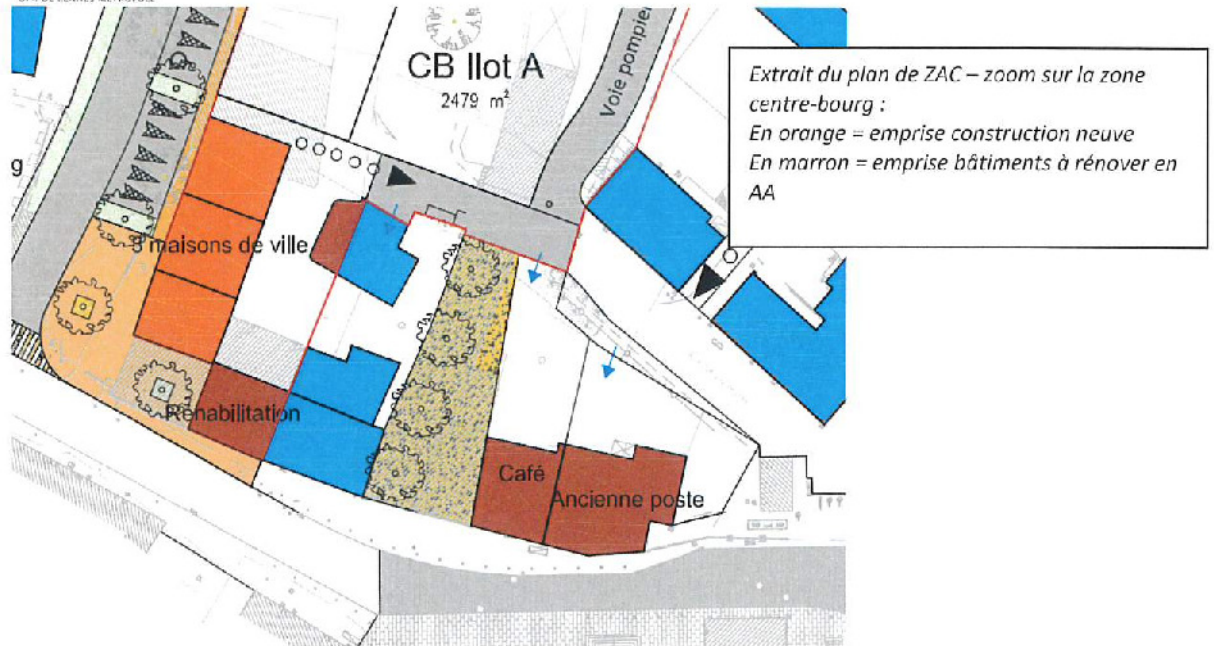 CB Ilot A
2479 m²
Voie pompier
g
3 maisons de ville
Réhabilitation
Café
Ancienne poste
Extrait du plan de ZAC – zoom sur la zone
centre-bourg :
En orange = emprise construction neuve
En marron = emprise bâtiments à rénover en
AA